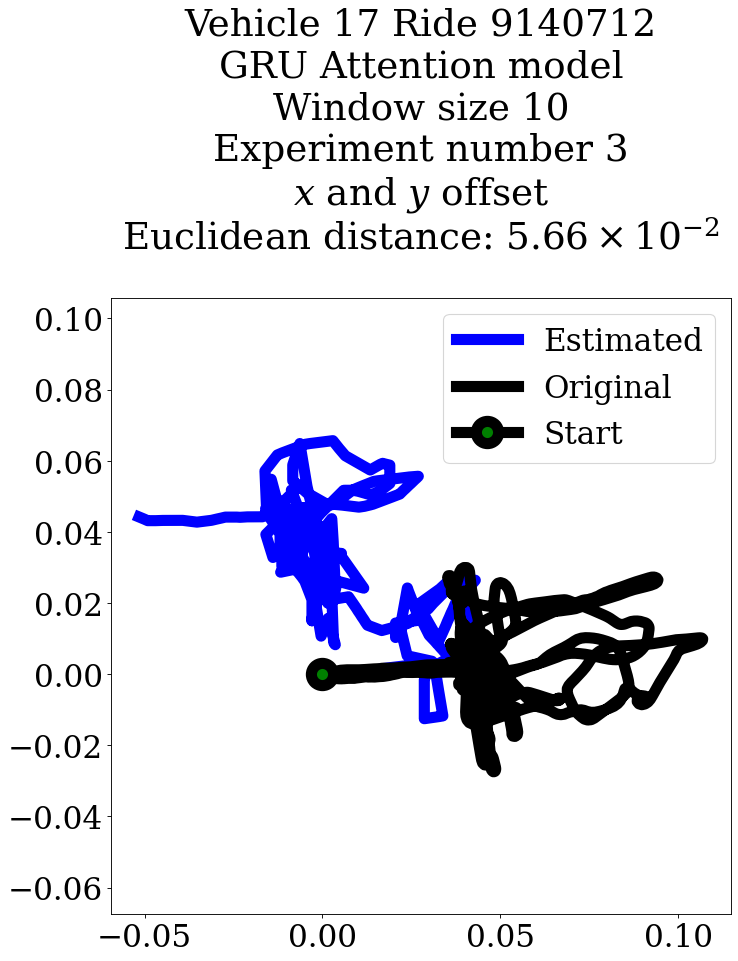 Vehicle 17 Ride 9140712
GRU Attention model
Window size 10
Experiment number 3
x and y offset
Euclidean distance: 5.66 × 10⁻²
0.10
0.08
0.06
0.04
0.02
0.00
−0.02
−0.04
−0.06
Estimated
Original
Start
−0.05 0.00 0.05 0.10